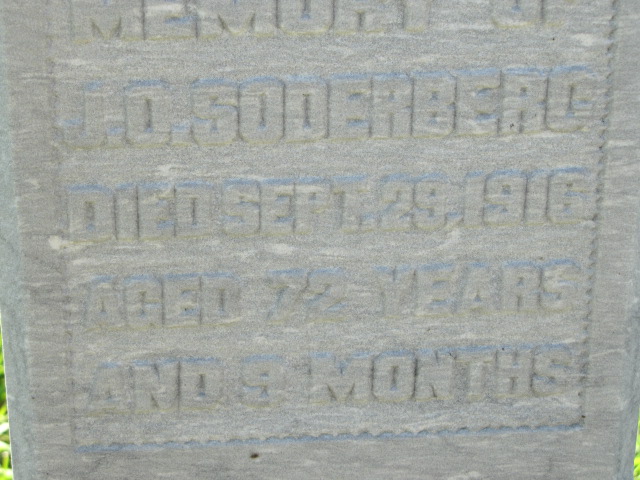 MEMORY OF
J.O. SODERBERG
DIED SEPT. 29, 1916
AGED 72 YEARS
AND 9 MONTHS